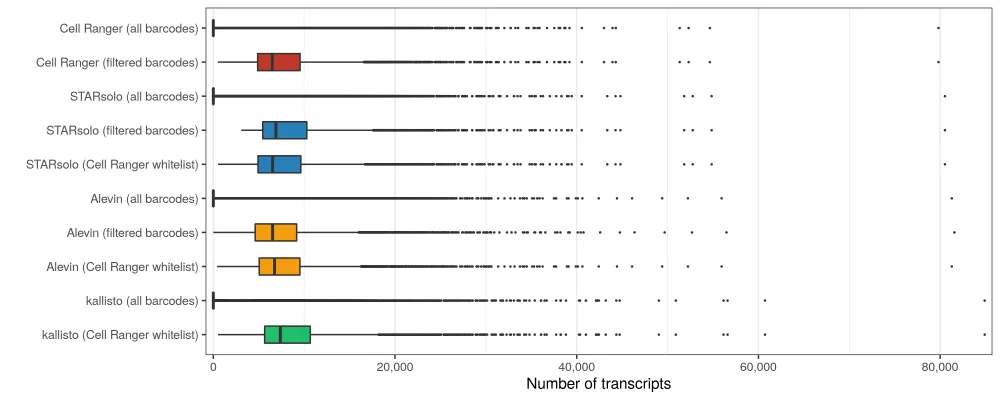 Cell Ranger (all barcodes)
Cell Ranger (filtered barcodes)
STARsolo (all barcodes)
STARsolo (filtered barcodes)
STARsolo (Cell Ranger whitelist)
Alevin (all barcodes)
Alevin (filtered barcodes)
Alevin (Cell Ranger whitelist)
kallisto (all barcodes)
kallisto (Cell Ranger whitelist)
0 20,000 40,000 60,000 80,000
Number of transcripts